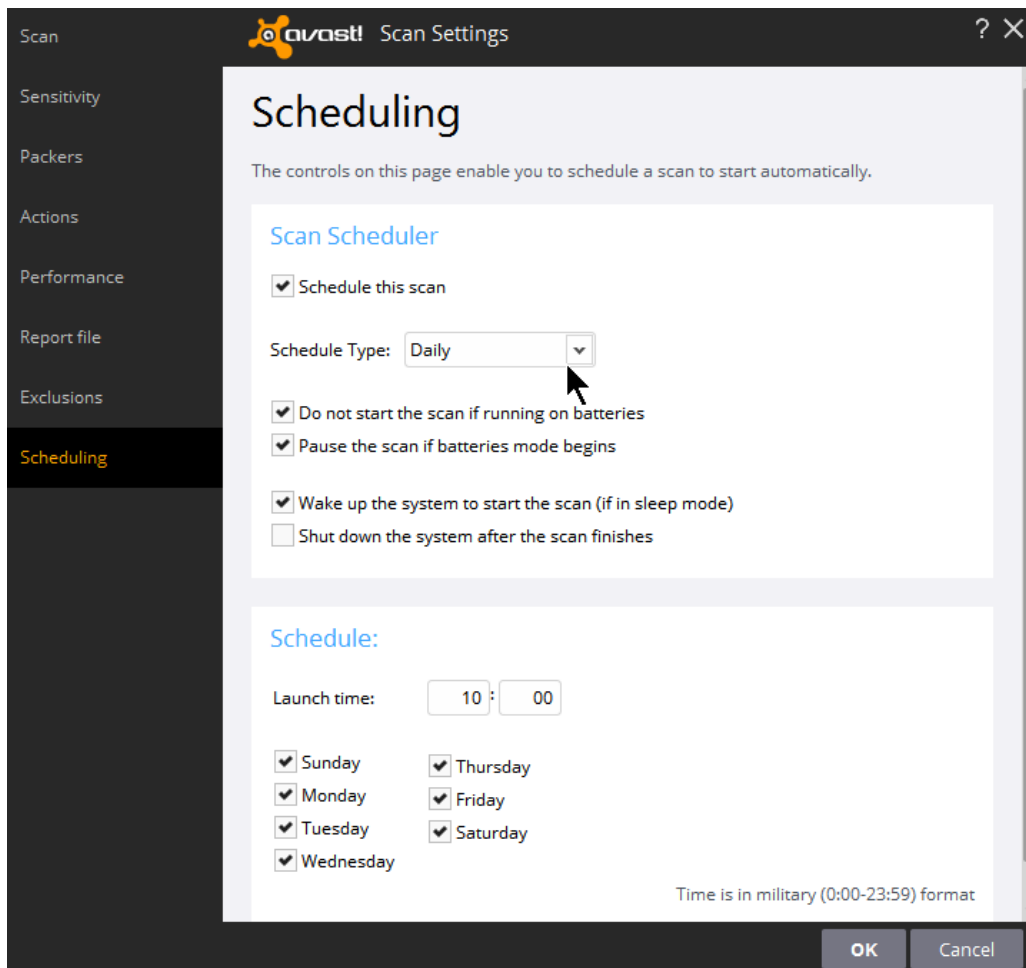 avast! Scan Settings ?
Scan
Sensitivity
Packers
Actions
Performance
Report file
Exclusions
Scheduling
Scheduling
The controls on this page enable you to schedule a scan to start automatically.
Scan Scheduler
Schedule this scan
Schedule Type: Daily
Do not start the scan if running on batteries
Pause the scan if batteries mode begins
Wake up the system to start the scan (if in sleep mode)
Shut down the system after the scan finishes
Schedule:
Launch time: 10 : 00
Sunday
Monday
Tuesday
Wednesday
Thursday
Friday
Saturday
Time is in military (0:00-23:59) format
OK Cancel